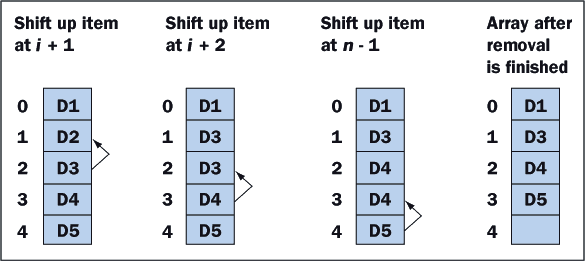 Shift up item
at i + 1
0 D1
1 D2
2 D3
3 D4
4 D5
Shift up item
at i + 2
0 D1
1 D3
2 D3
3 D4
4 D5
Shift up item
at n - 1
0 D1
1 D3
2 D4
3 D4
4 D5
Array after
removal
is finished
0 D1
1 D3
2 D4
3 D5
4